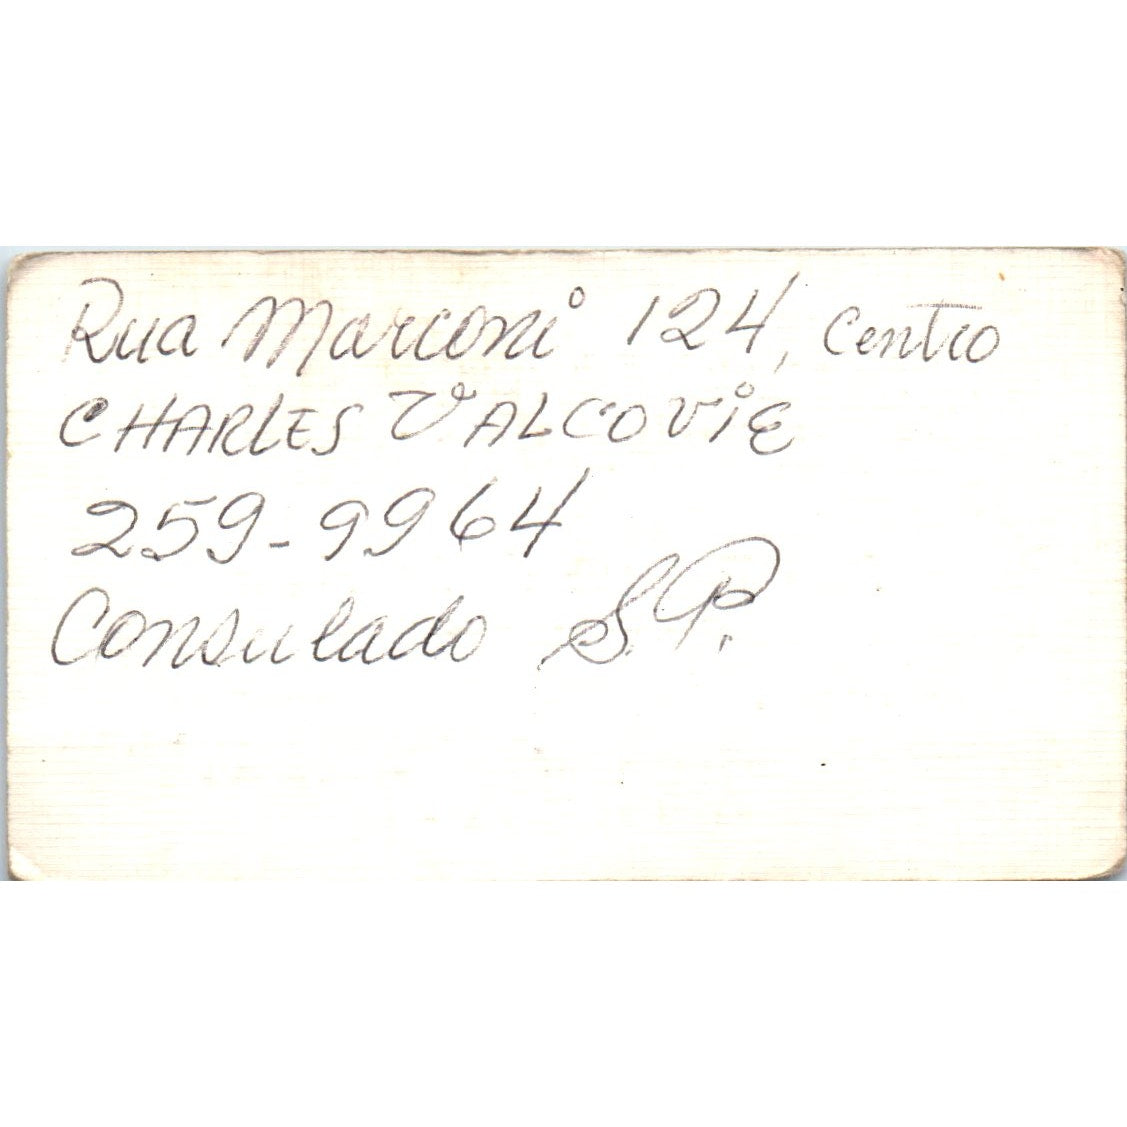 Rua Marconi 124, Centro
CHARLES VALCOViE
259-9964
Consulado S.P.